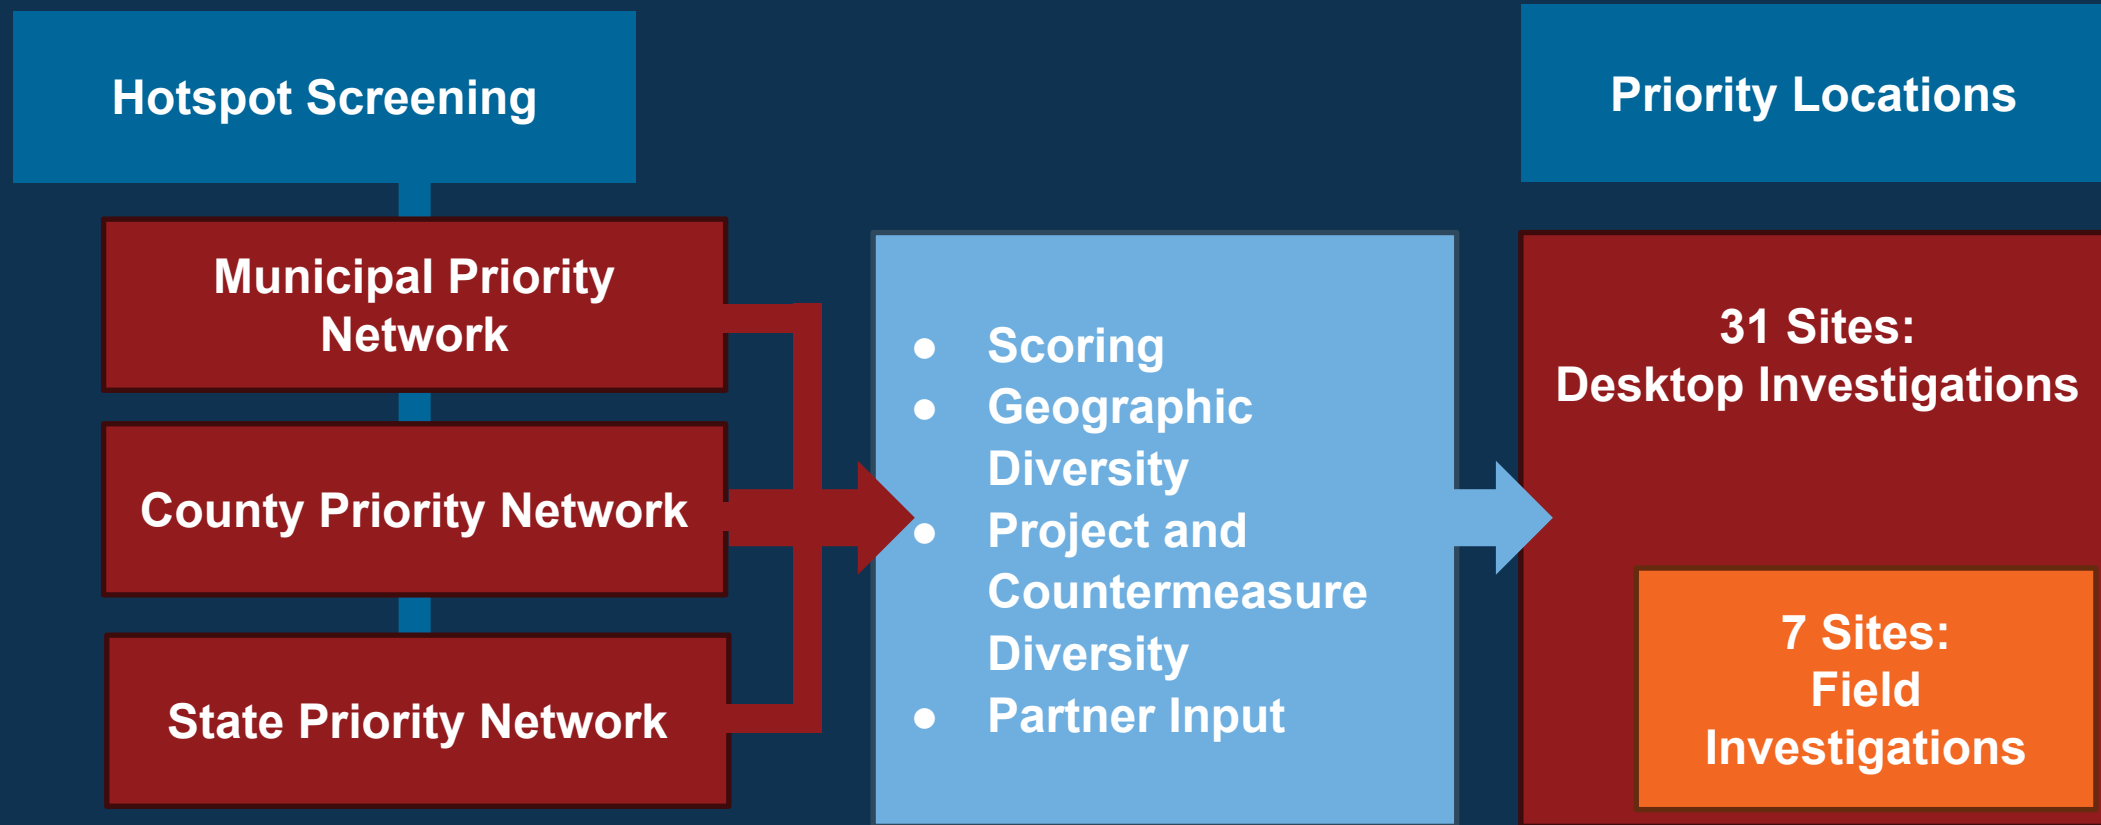 Hotspot Screening
Municipal Priority
Network
County Priority Network
State Priority Network
● Scoring
● Geographic
Diversity
● Project and
Countermeasure
Diversity
● Partner Input
Priority Locations
31 Sites:
Desktop Investigations
7 Sites:
Field
Investigations